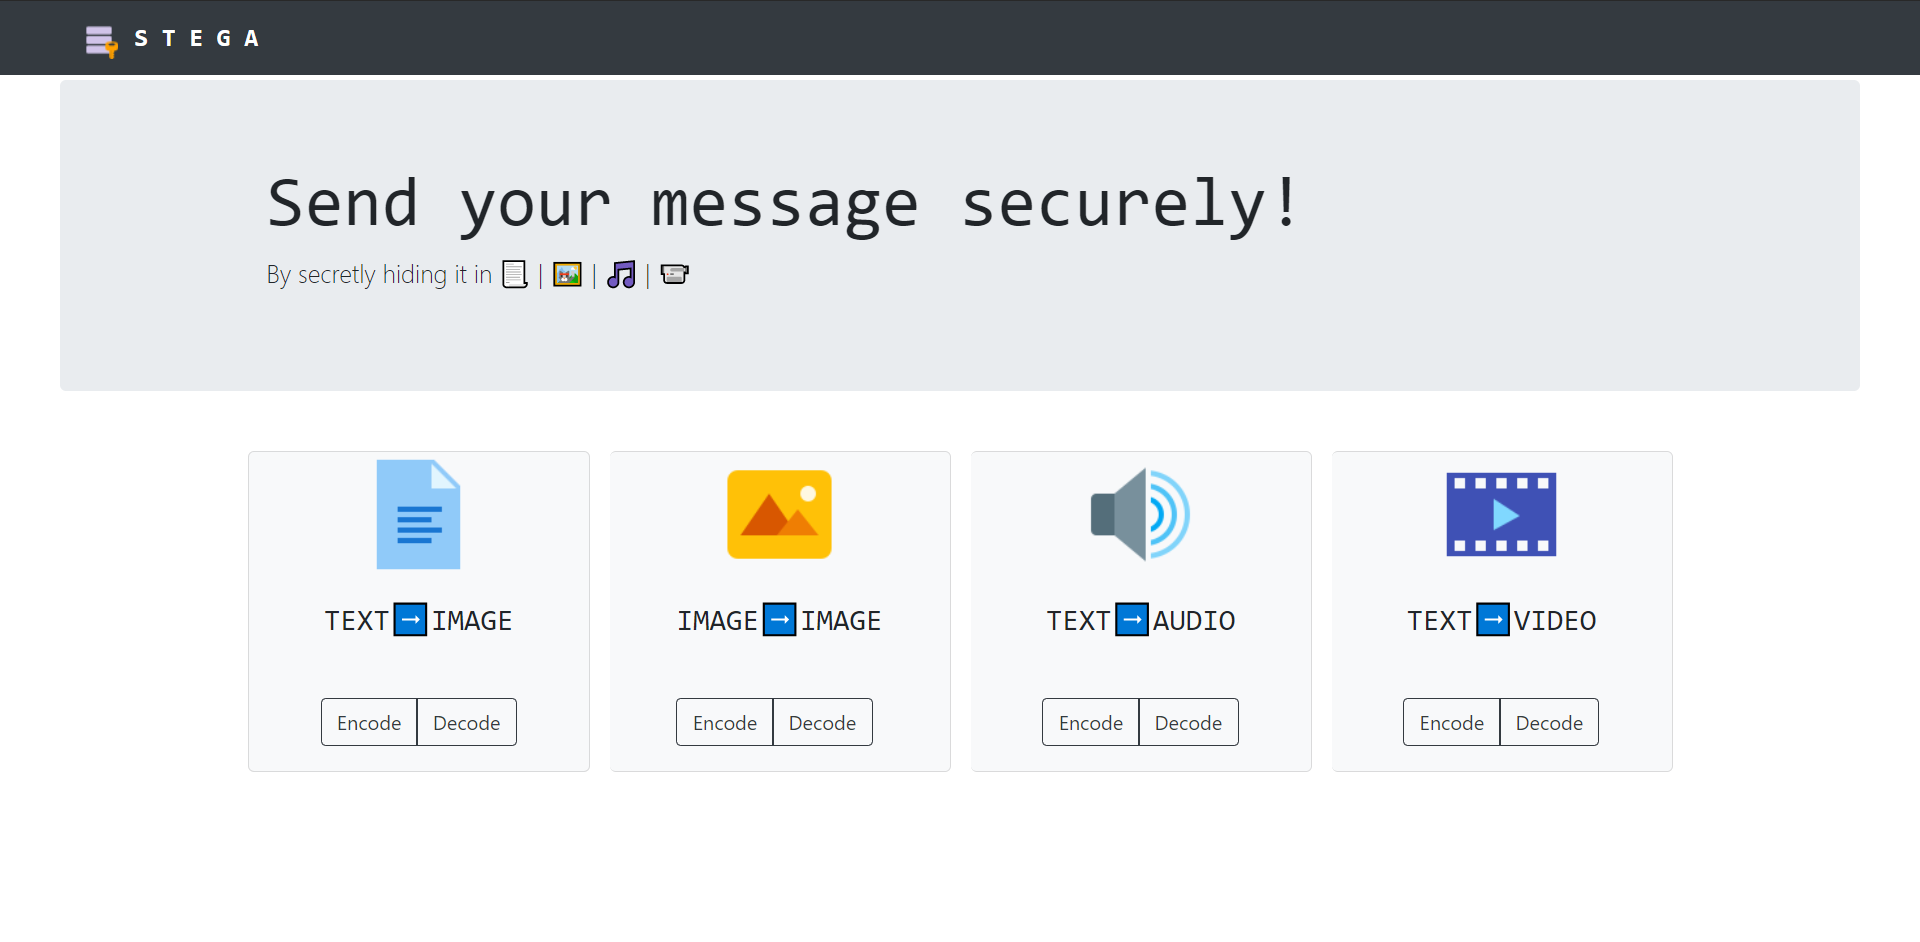 STEGA
Send your message securely!
By secretly hiding it in 📃 | 🖼️ | 🎵 | 📹
TEXT➡️IMAGE
Encode Decode
IMAGE➡️IMAGE
Encode Decode
TEXT➡️AUDIO
Encode Decode
TEXT➡️VIDEO
Encode Decode